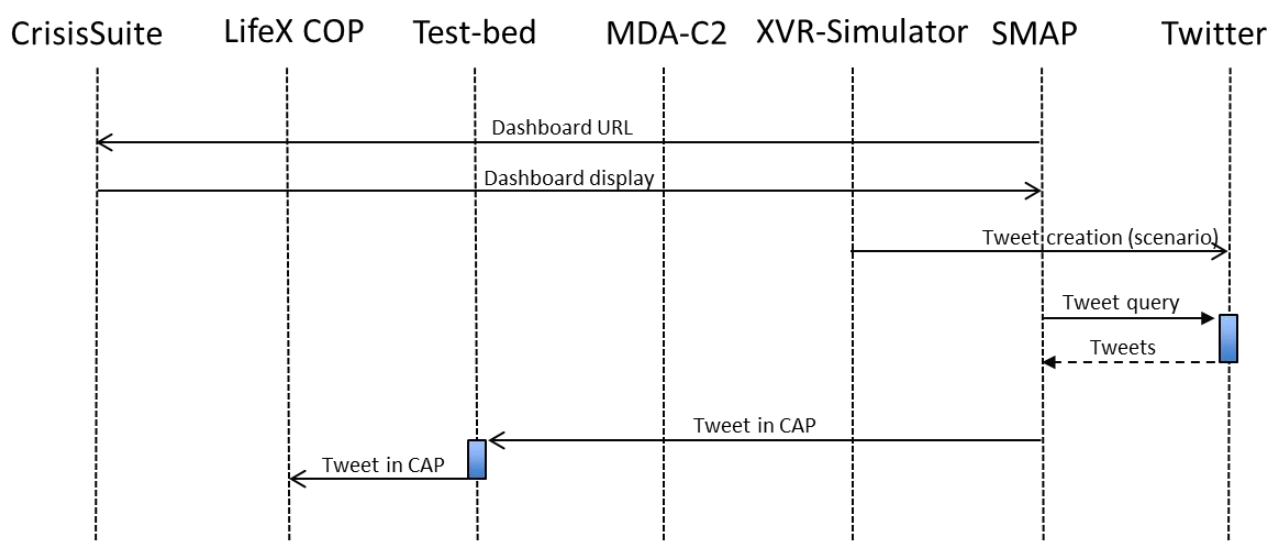 CrisisSuite LifeX COP Test-bed MDA-C2 XVR-Simulator SMAP Twitter
Dashboard URL
Dashboard display
Tweet creation (scenario)
Tweet query
Tweets
Tweet in CAP
Tweet in CAP